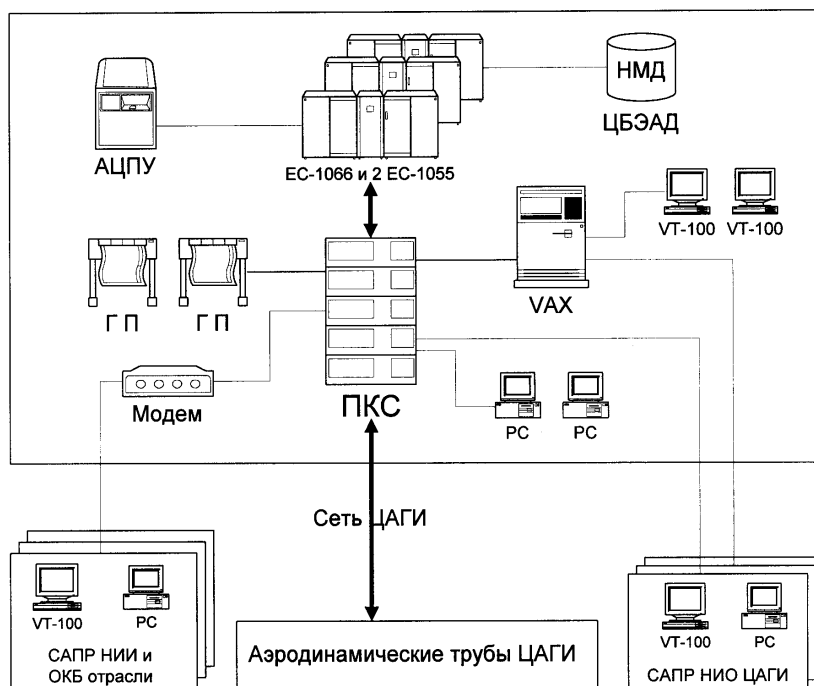 НМД
ЦБЭАД
АЦПУ
ЕС-1066 и 2 ЕС-1055
VT-100 VT-100
VAX
Г П Г П
Модем
ПКС
PC PC
Сеть ЦАГИ
VT-100 PC
САПР НИИ и
ОКБ отрасли
Аэродинамические трубы ЦАГИ
VT-100 PC
САПР НИО ЦАГИ